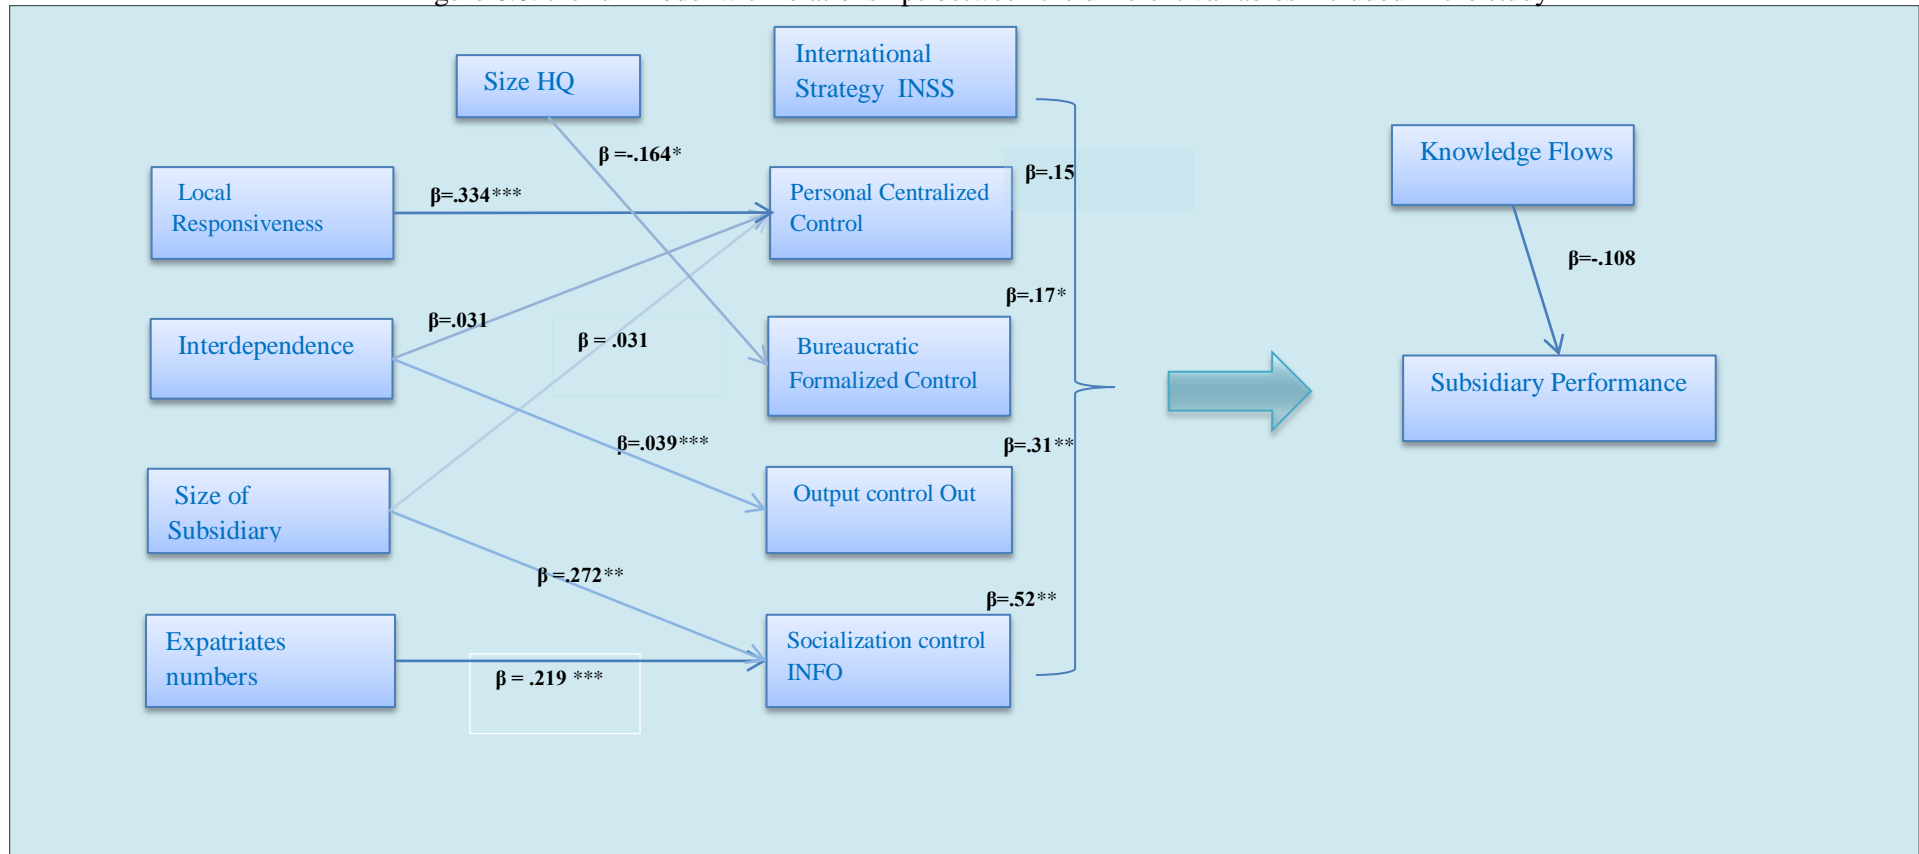 International
Strategy INSS
Size HQ
β =-.164*
Knowledge Flows
Local
Responsiveness
β=.334***
Personal Centralized
Control
β=.15
β=-.108
β=.17*
Interdependence
β=.031
β = .031
Bureaucratic
Formalized Control
Subsidiary Performance
β=.039***
β=.31**
Size of
Subsidiary
Output control Out
β =.272**
β=.52**
Expatriates
numbers
β = .219 ***
Socialization control
INFO